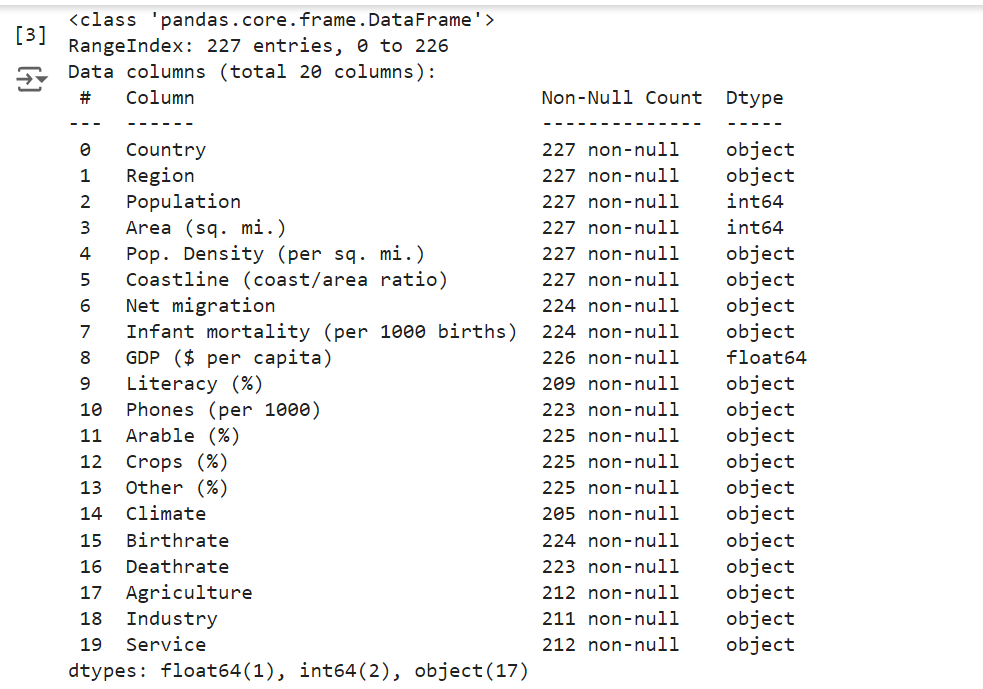 [3]
<class 'pandas.core.frame.DataFrame'>
RangeIndex: 227 entries, 0 to 226
Data columns (total 20 columns):
 #   Column                              Non-Null Count  Dtype
---  ------                              --------------  -----
 0   Country                             227 non-null    object
 1   Region                              227 non-null    object
 2   Population                          227 non-null    int64
 3   Area (sq. mi.)                      227 non-null    int64
 4   Pop. Density (per sq. mi.)          227 non-null    object
 5   Coastline (coast/area ratio)        227 non-null    object
 6   Net migration                       224 non-null    object
 7   Infant mortality (per 1000 births)  224 non-null    object
 8   GDP ($ per capita)                  226 non-null    float64
 9   Literacy (%)                        209 non-null    object
 10  Phones (per 1000)                   223 non-null    object
 11  Arable (%)                          225 non-null    object
 12  Crops (%)                           225 non-null    object
 13  Other (%)                           225 non-null    object
 14  Climate                             205 non-null    object
 15  Birthrate                           224 non-null    object
 16  Deathrate                           223 non-null    object
 17  Agriculture                         212 non-null    object
 18  Industry                            211 non-null    object
 19  Service                             212 non-null    object
dtypes: float64(1), int64(2), object(17)